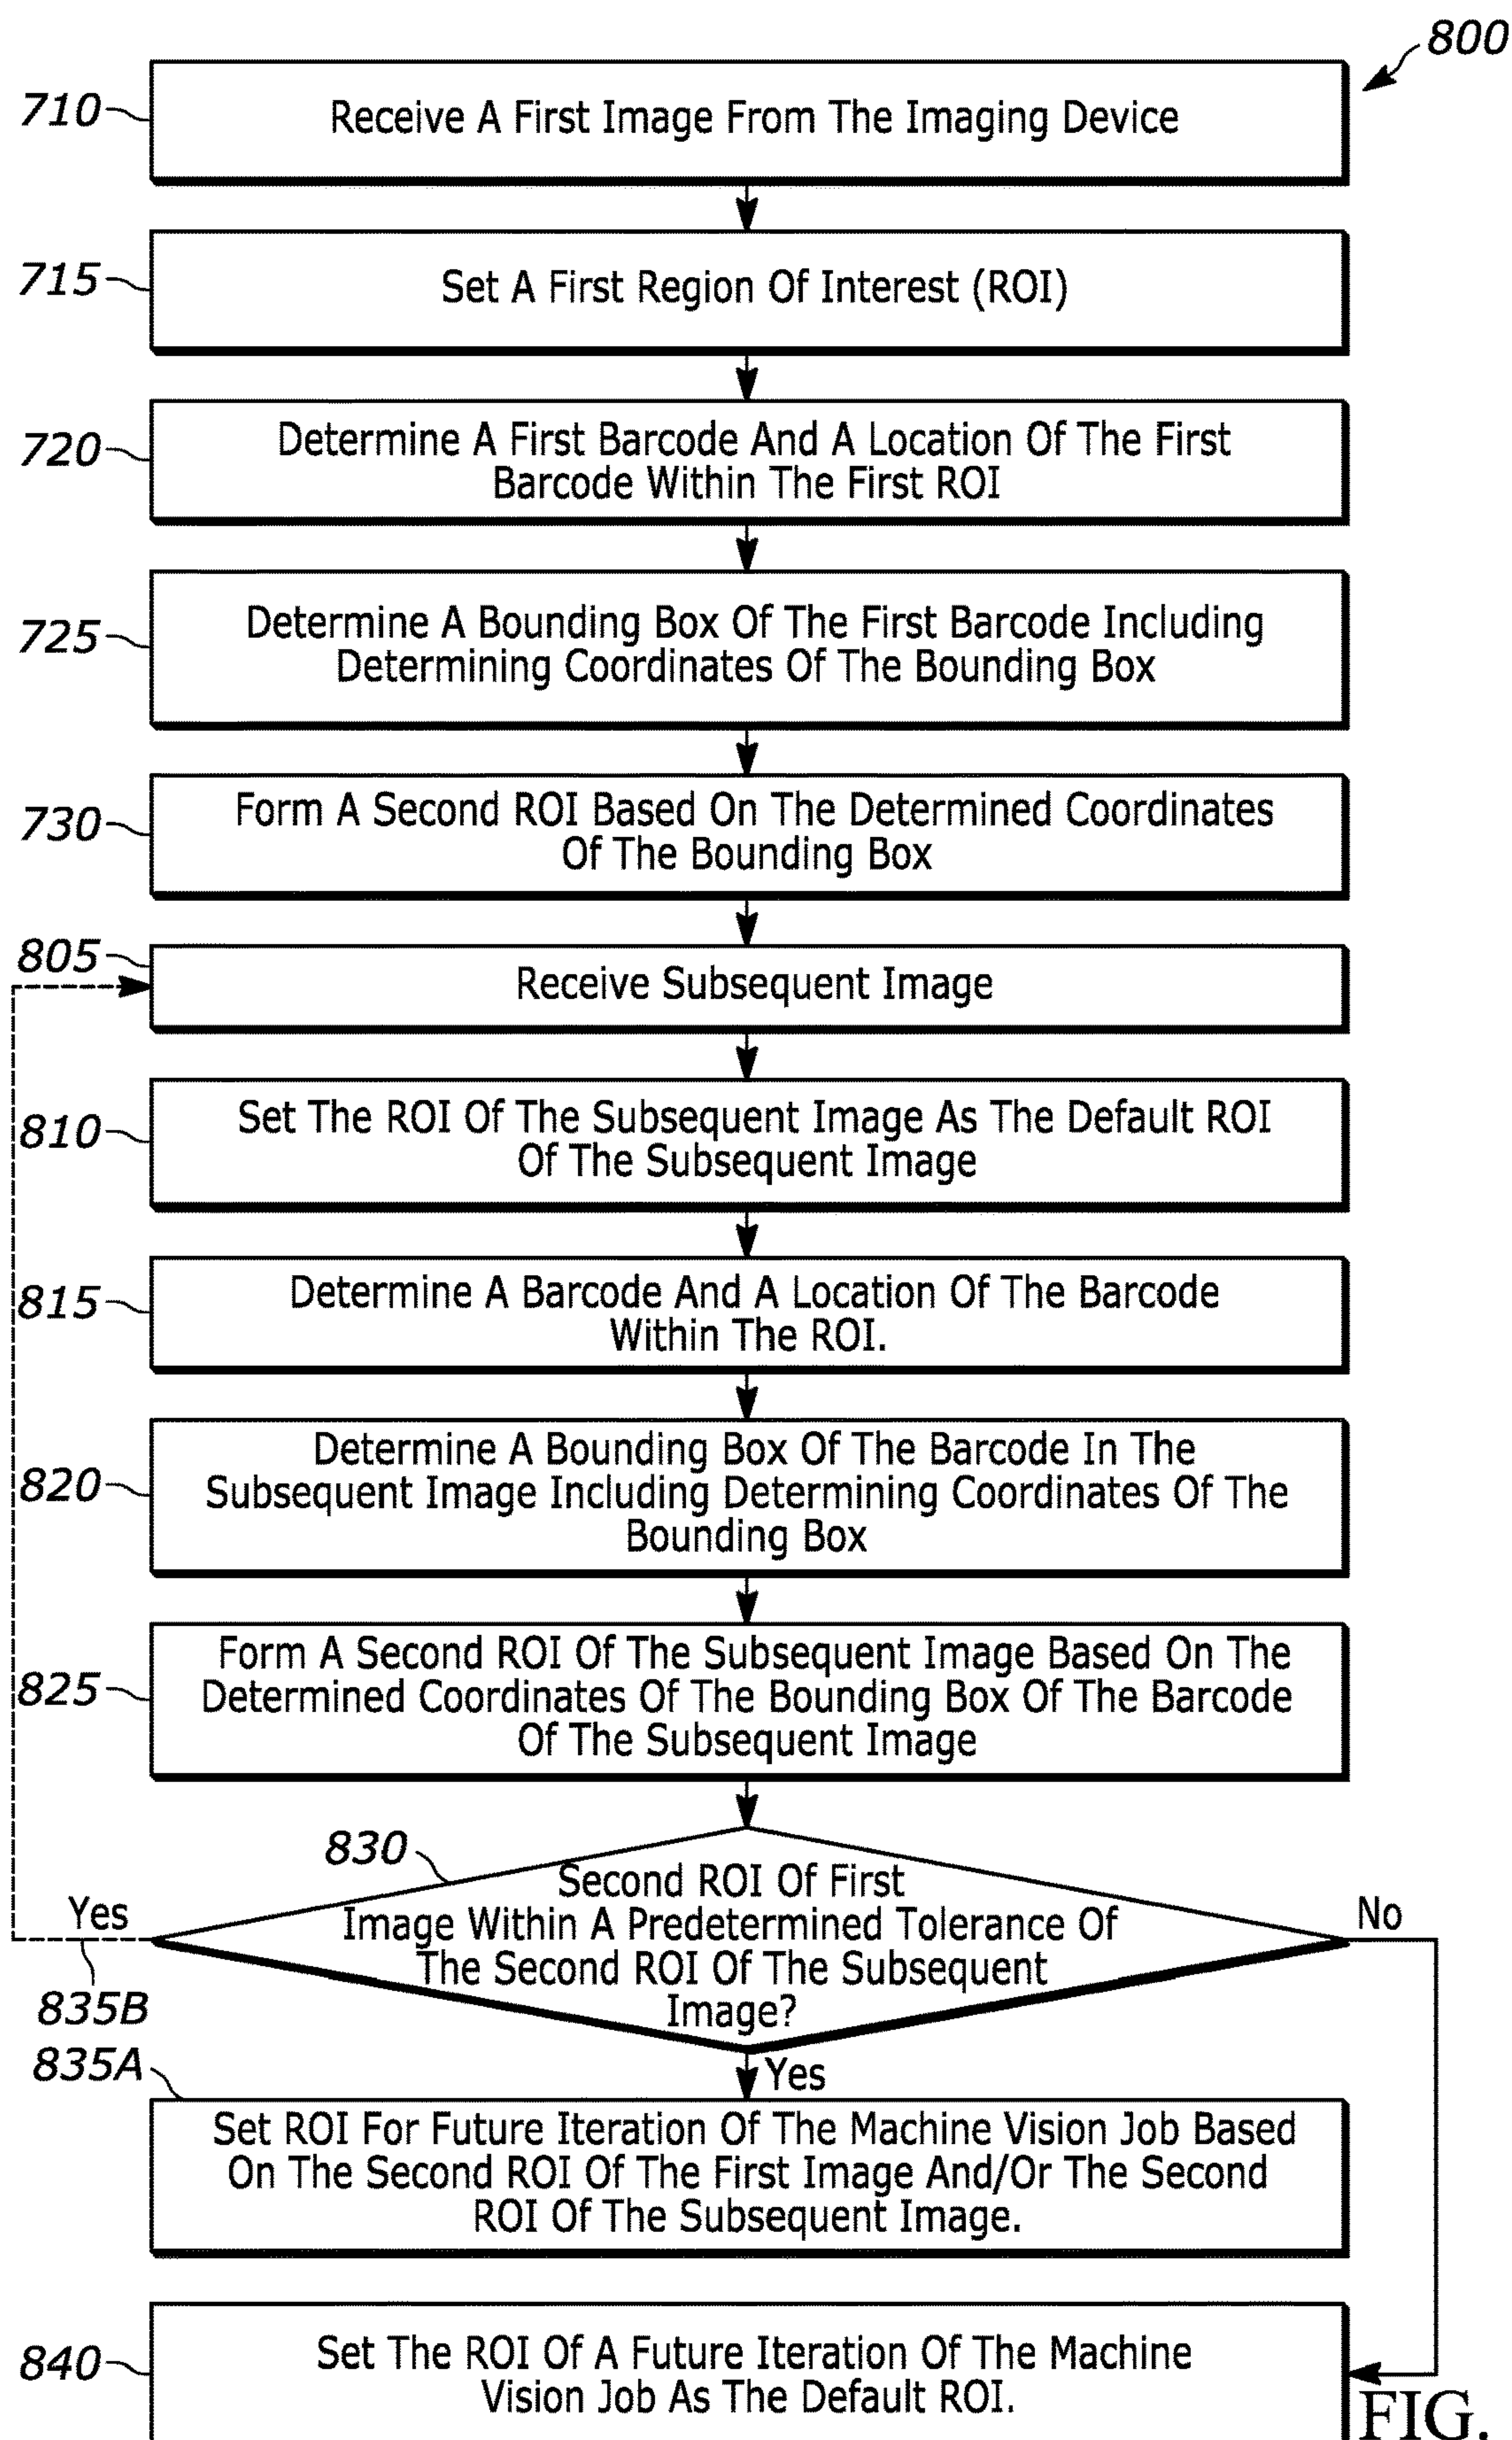 800
710
Receive A First Image From The Imaging Device
715
Set A First Region Of Interest (ROI)
720
Determine A First Barcode And A Location Of The First
Barcode Within The First ROI
725
Determine A Bounding Box Of The First Barcode Including
Determining Coordinates Of The Bounding Box
730
Form A Second ROI Based On The Determined Coordinates
Of The Bounding Box
805
Receive Subsequent Image
810
Set The ROI Of The Subsequent Image As The Default ROI
Of The Subsequent Image
815
Determine A Barcode And A Location Of The Barcode
Within The ROI.
820
Determine A Bounding Box Of The Barcode In The
Subsequent Image Including Determining Coordinates Of The
Bounding Box
825
Form A Second ROI Of The Subsequent Image Based On The
Determined Coordinates Of The Bounding Box Of The Barcode
Of The Subsequent Image
830
Second ROI Of First
Image Within A Predetermined Tolerance Of
The Second ROI Of The Subsequent
Image?
Yes
No
835B
Yes
835A
Set ROI For Future Iteration Of The Machine Vision Job Based
On The Second ROI Of The First Image And/Or The Second
ROI Of The Subsequent Image.
840
Set The ROI Of A Future Iteration Of The Machine
Vision Job As The Default ROI.
FIG.